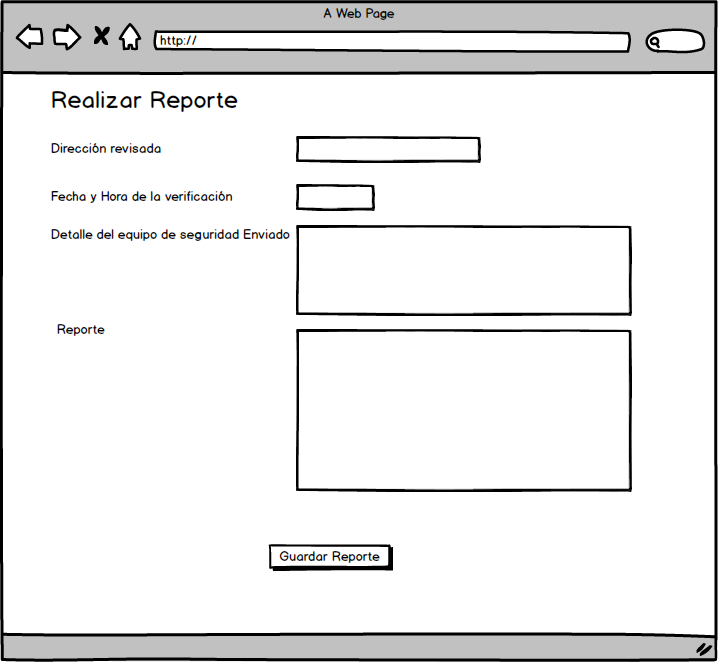 A Web Page
http://
Realizar Reporte
Dirección revisada
Fecha y Hora de la verificación
Detalle del equipo de seguridad Enviado
Reporte
Guardar Reporte